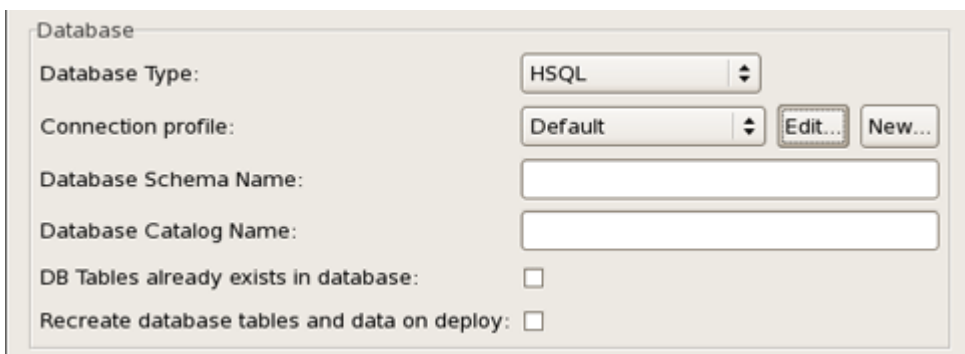 Database
Database Type: HSQL
Connection profile: Default Edit... New...
Database Schema Name:
Database Catalog Name:
DB Tables already exists in database:
Recreate database tables and data on deploy: